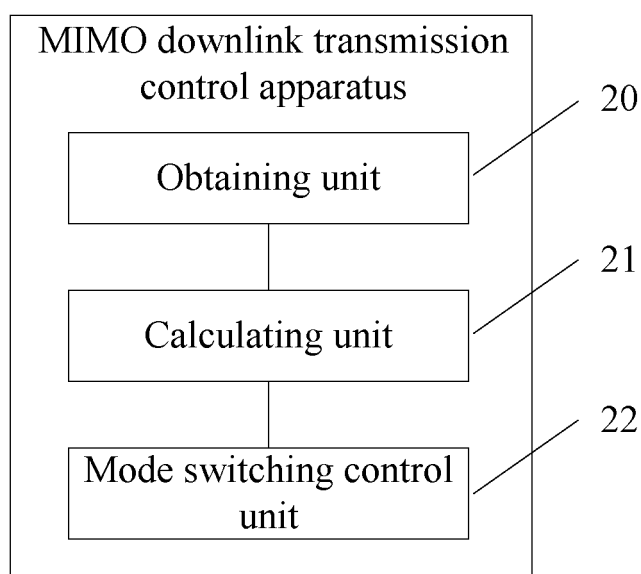 MIMO downlink transmission
control apparatus
20
Obtaining unit
21
Calculating unit
22
Mode switching control
unit